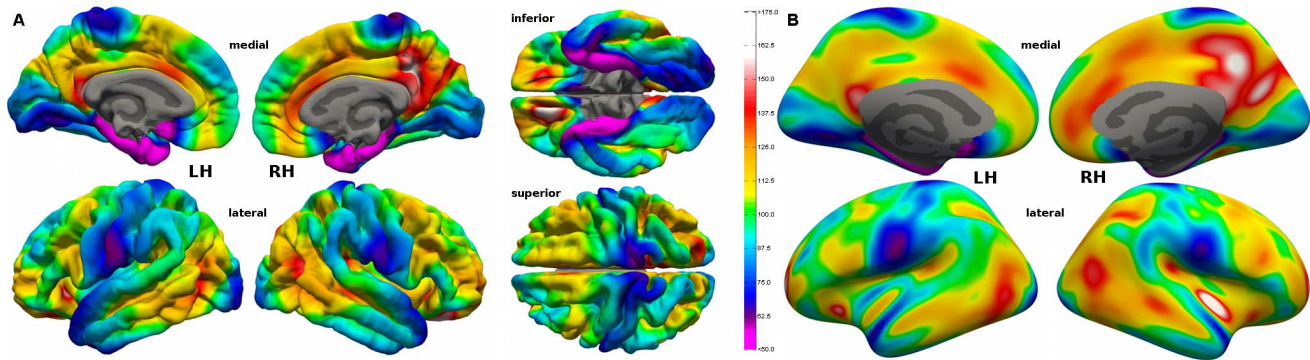 A
medial
LH
RH
lateral
inferior
superior
>175.0
162.5
150.0
137.5
125.0
112.5
100.0
87.5
75.0
62.5
<50.0
B
medial
LH
RH
lateral